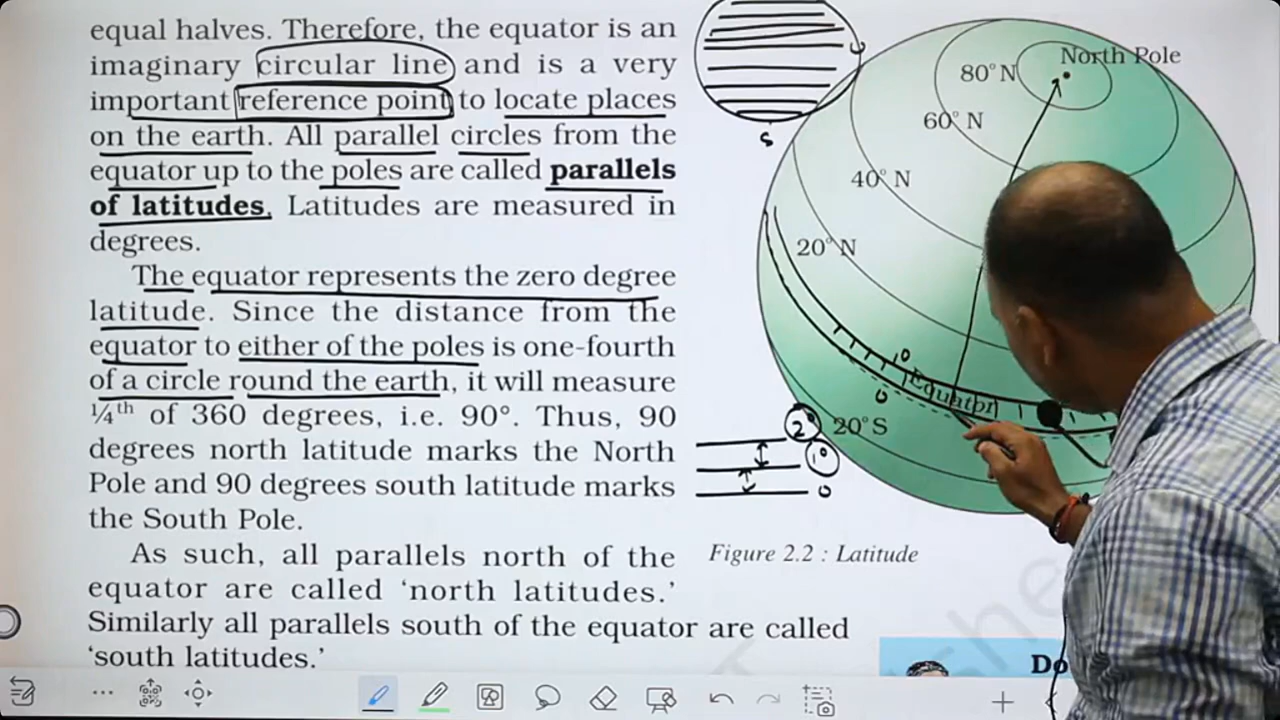 equal halves. Therefore, the equator is an
imaginary circular line and is a very
important reference point to locate places
on the earth. All parallel circles from the
equator up to the poles are called parallels
of latitudes. Latitudes are measured in
degrees.
The equator represents the zero degree
latitude. Since the distance from the
equator to either of the poles is one-fourth
of a circle round the earth, it will measure
¼th of 360 degrees, i.e. 90°. Thus, 90
degrees north latitude marks the North
Pole and 90 degrees south latitude marks
the South Pole.
As such, all parallels north of the
equator are called ‘north latitudes.’
Similarly all parallels south of the equator are called
‘south latitudes.’
S
North Pole
80°N
60° N
40° N
20° N
0
Equator
0
20°S
2°
1°
0
Figure 2.2 : Latitude
Do